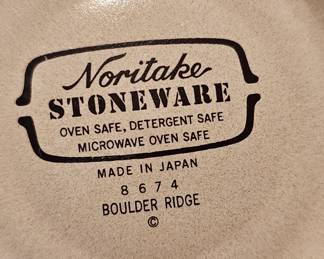 Noritake
STONEWARE
OVEN SAFE, DETERGENT SAFE
MICROWAVE OVEN SAFE
MADE IN JAPAN
8674
BOULDER RIDGE
©